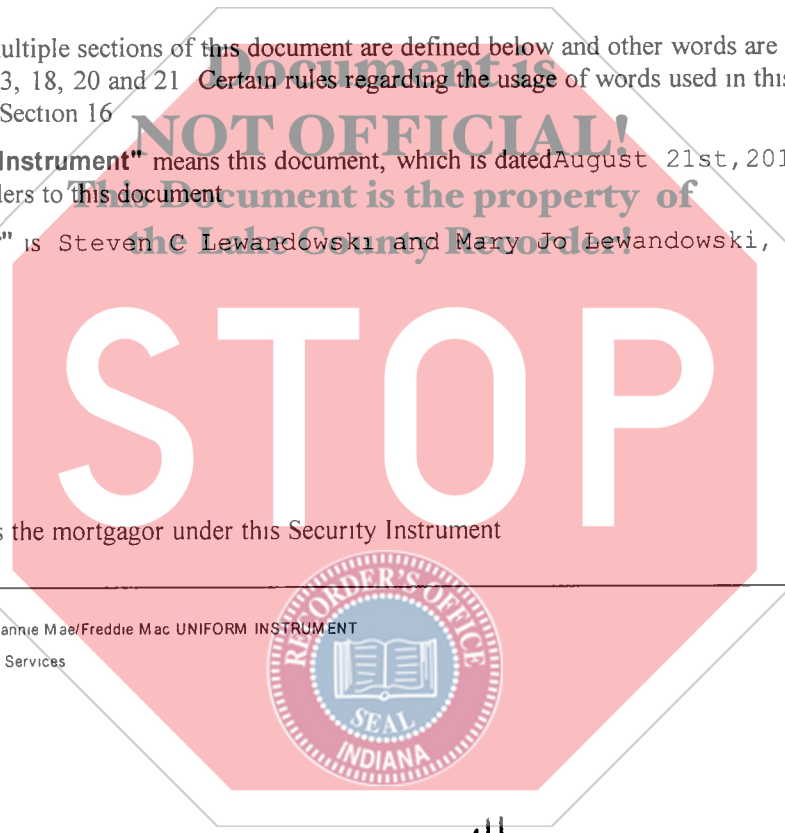 ultiple sections of this document are defined below and other words are
Document is
3, 18, 20 and 21 Certain rules regarding the usage of words used in this
Section 16
NOT OFFICIAL!
Instrument" means this document, which is dated August 21st, 201
lers to this document
This Document is the property of
" is Steven C Lewandowski and Mary Jo Lewandowski,
the Lake County Recorder!
STOP
s the mortgagor under this Security Instrument
annie Mae/Freddie Mac UNIFORM INSTRUMENT
Services
RECORDER'S OFFICE
SEAL
INDIANA